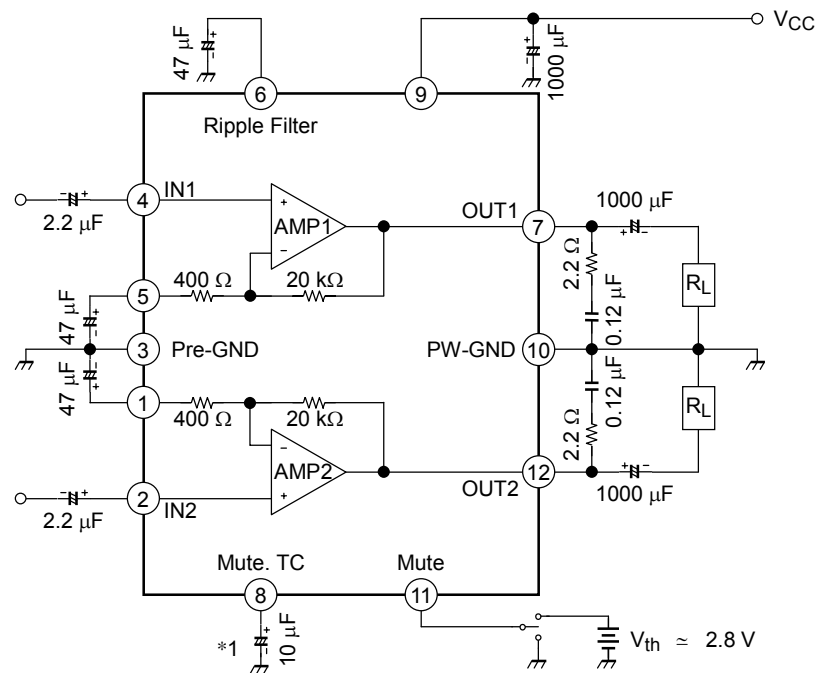 47 µF
+
−
1000 µF
+
−
V_CC
6
9
Ripple Filter
4
IN1
+
AMP1
−
− +
2.2 µF
OUT1
7
1000 µF
+ −
2.2 Ω
0.12 µF
R_L
5
400 Ω
20 kΩ
47 µF
+
−
3
Pre-GND
PW-GND
10
47 µF
−
+
1
400 Ω
20 kΩ
2.2 Ω
0.12 µF
R_L
−
AMP2
+
OUT2
12
+ −
1000 µF
2
IN2
− +
2.2 µF
Mute. TC
Mute
8
11
*1
10 µF
+
−
V_th ≃ 2.8 V